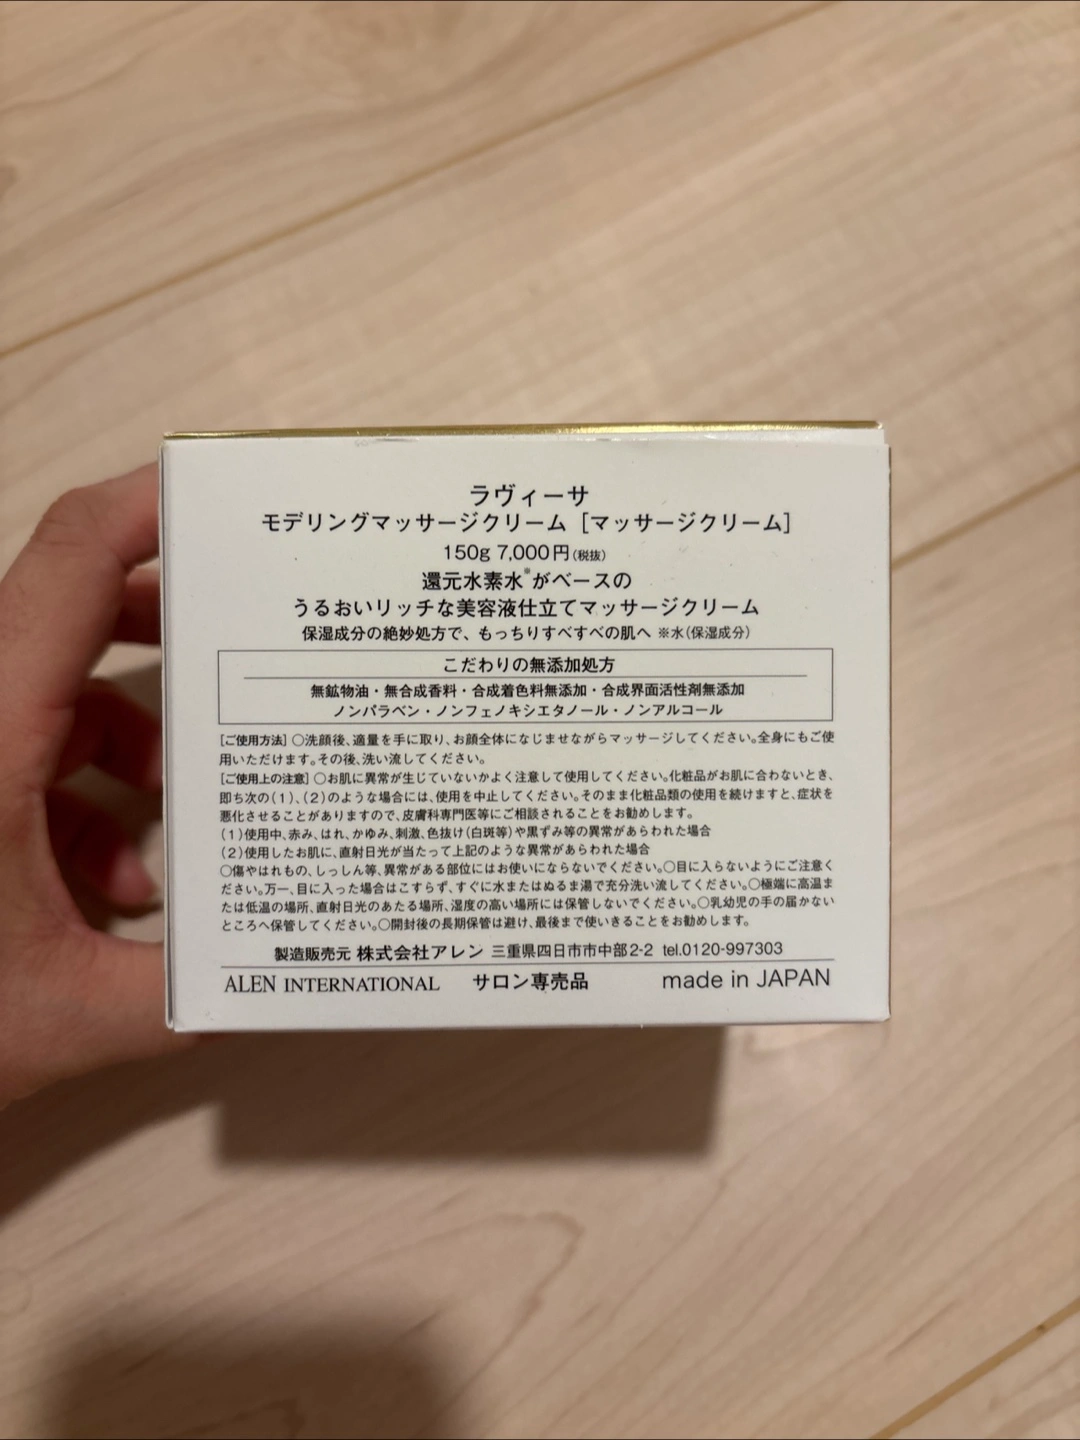 ラヴィーサ
モデリングマッサージクリーム［マッサージクリーム］
150g 7,000円(税抜)
還元水素水※がベースの
うるおいリッチな美容液仕立てマッサージクリーム
保湿成分の絶妙処方で、もっちりすべすべの肌へ ※水(保湿成分)
こだわりの無添加処方
無鉱物油・無合成香料・合成着色料無添加・合成界面活性剤無添加
ノンパラベン・ノンフェノキシエタノール・ノンアルコール
[ご使用方法]○洗顔後、適量を手に取り、お顔全体になじませながらマッサージしてください。全身にもご使
用いただけます。その後、洗い流してください。
[ご使用上の注意]○お肌に異常が生じていないかよく注意して使用してください。化粧品がお肌に合わないとき、
即ち次の(1)、(2)のような場合には、使用を中止してください。そのまま化粧品類の使用を続けますと、症状を
悪化させることがありますので、皮膚科専門医等にご相談されることをお勧めします。
(1)使用中、赤み、はれ、かゆみ、刺激、色抜け(白斑等)や黒ずみ等の異常があらわれた場合
(2)使用したお肌に、直射日光が当たって上記のような異常があらわれた場合
○傷やはれもの、しっしん等、異常がある部位にはお使いにならないでください。○目に入らないようにご注意く
ださい。万一、目に入った場合はこすらず、すぐに水またはぬるま湯で充分洗い流してください。○極端に高温ま
たは低温の場所、直射日光のあたる場所、湿度の高い場所には保管しないでください。○乳幼児の手の届かない
ところへ保管してください。○開封後の長期保管は避け、最後まで使いきることをお勧めします。
製造販売元 株式会社アレン 三重県四日市市中部2-2 tel.0120-997303
ALEN INTERNATIONAL サロン専売品 made in JAPAN